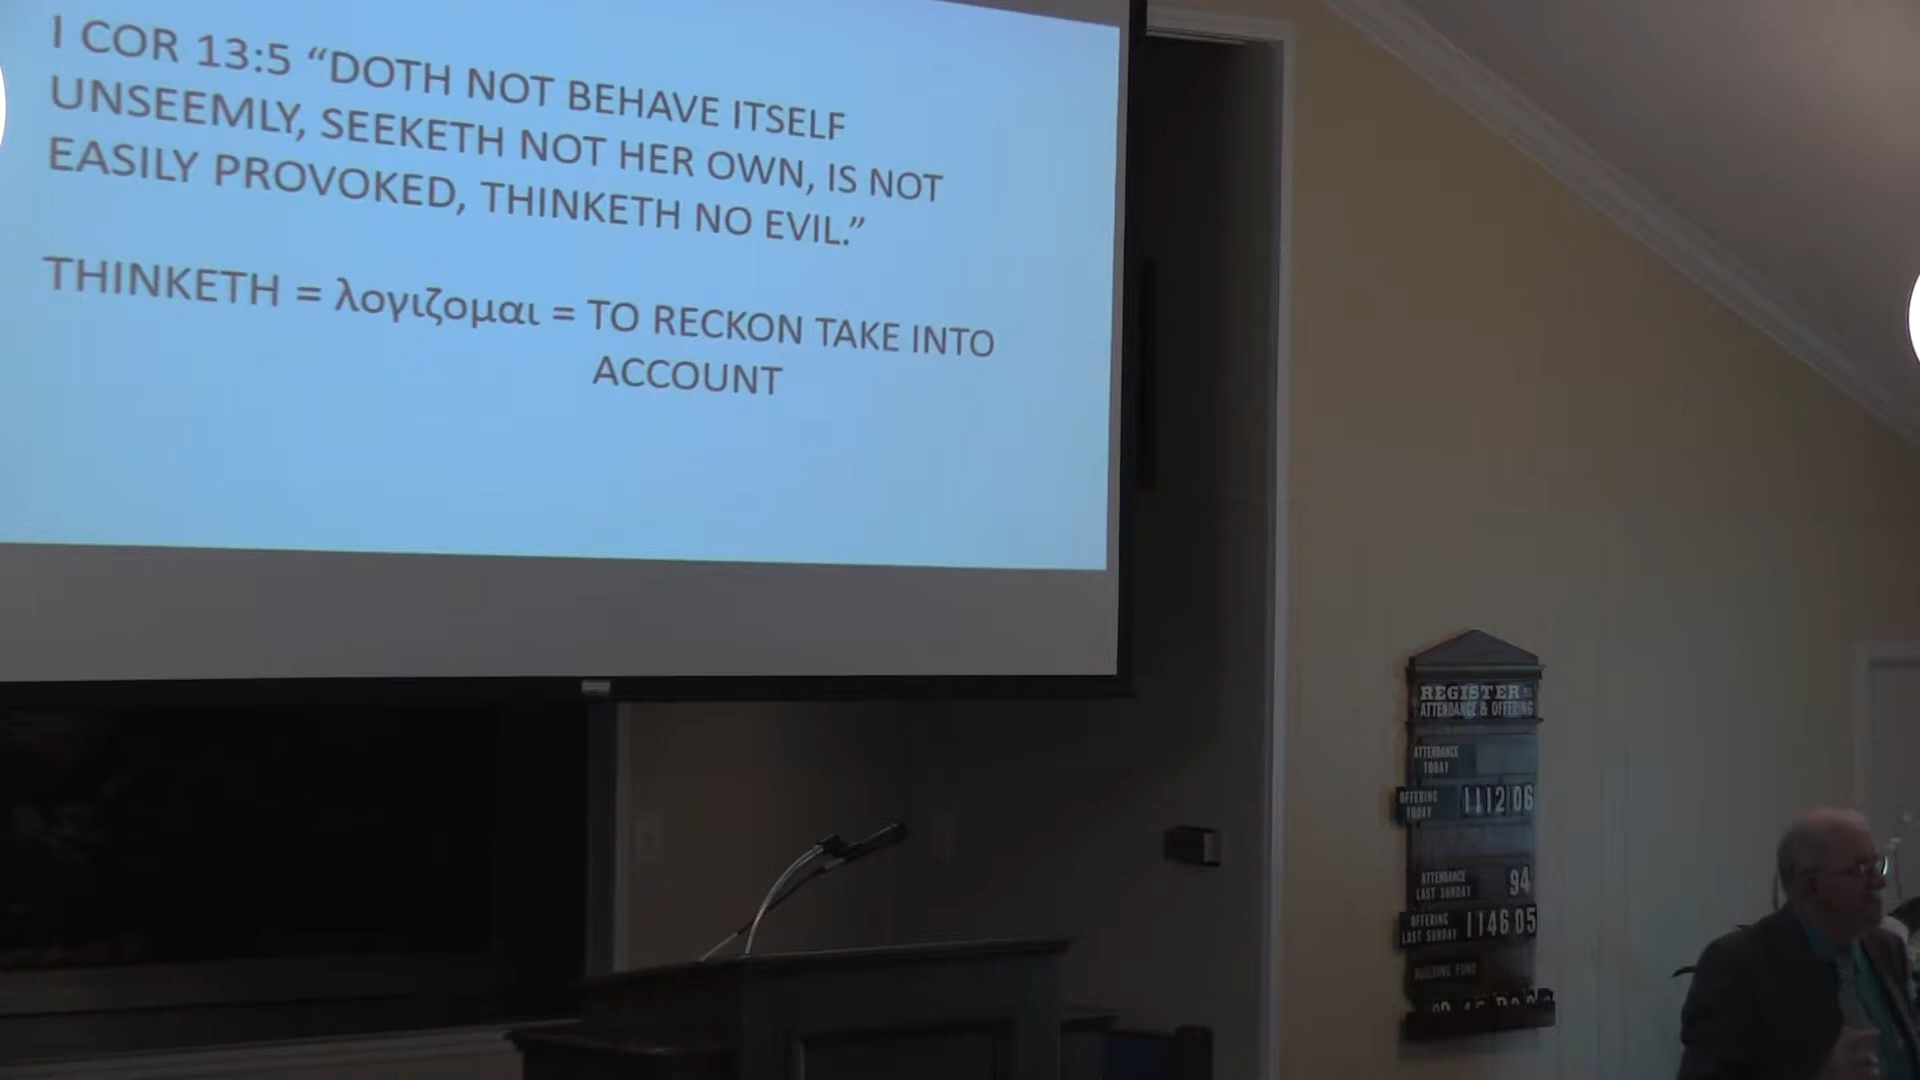 I COR 13:5 “DOTH NOT BEHAVE ITSELF
UNSEEMLY, SEEKETH NOT HER OWN, IS NOT
EASILY PROVOKED, THINKETH NO EVIL.”
THINKETH = λογιζομαι = TO RECKON TAKE INTO
ACCOUNT
REGISTER
ATTENDANCE & OFFERING
ATTENDANCE
TODAY
OFFERING
TODAY
1112 06
ATTENDANCE
LAST SUNDAY
94
OFFERING
LAST SUNDAY
1146 05
BUILDING FUND